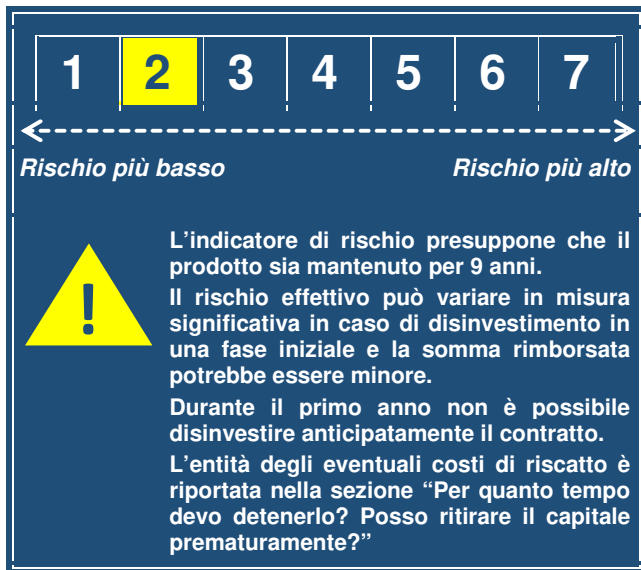 1 2 3 4 5 6 7
Rischio più basso Rischio più alto
!
L'indicatore di rischio presuppone che il
prodotto sia mantenuto per 9 anni.
Il rischio effettivo può variare in misura
significativa in caso di disinvestimento in
una fase iniziale e la somma rimborsata
potrebbe essere minore.
Durante il primo anno non è possibile
disinvestire anticipatamente il contratto.
L'entità degli eventuali costi di riscatto è
riportata nella sezione “Per quanto tempo
devo detenerlo? Posso ritirare il capitale
prematuramente?”